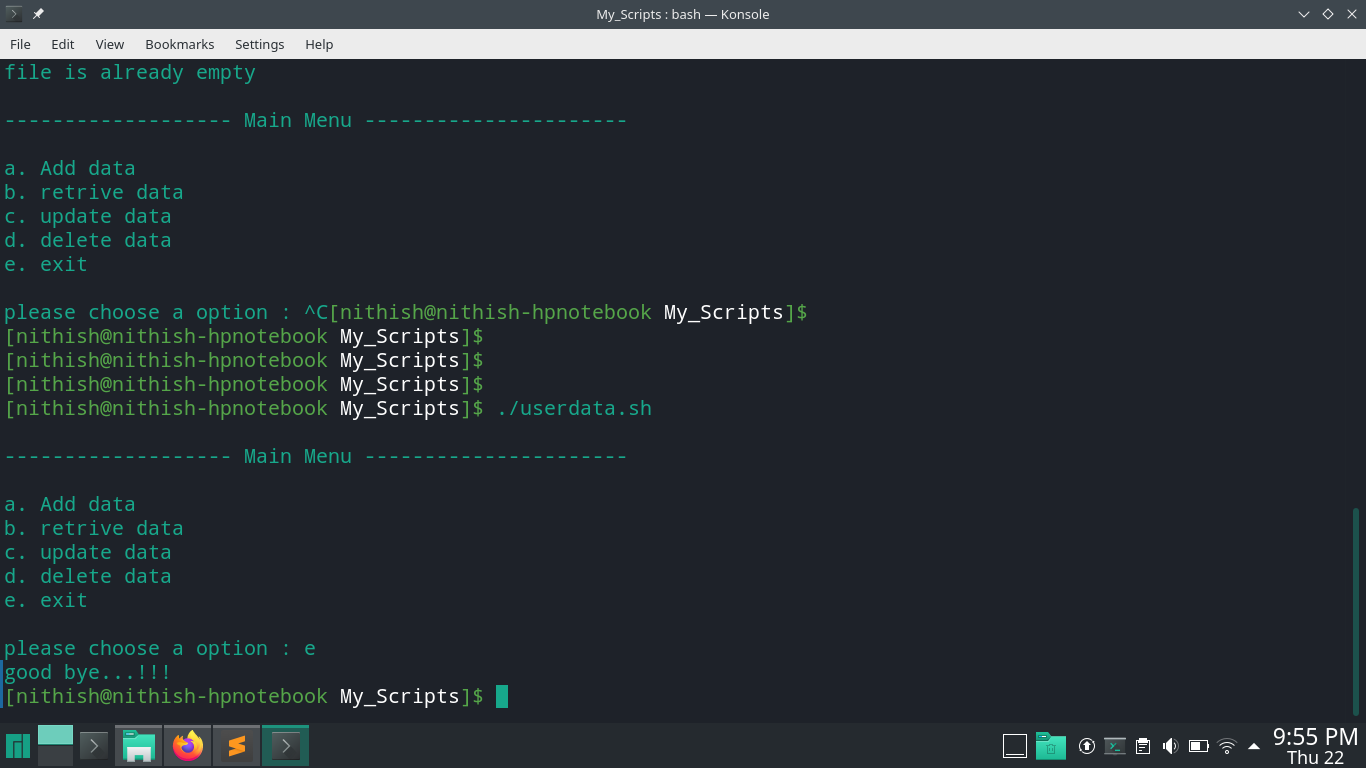 My_Scripts : bash — Konsole
File Edit View Bookmarks Settings Help
file is already empty
------------------- Main Menu ----------------------
a. Add data
b. retrive data
c. update data
d. delete data
e. exit
please choose a option : ^C[nithish@nithish-hpnotebook My_Scripts]$
[nithish@nithish-hpnotebook My_Scripts]$
[nithish@nithish-hpnotebook My_Scripts]$
[nithish@nithish-hpnotebook My_Scripts]$
[nithish@nithish-hpnotebook My_Scripts]$ ./userdata.sh
------------------- Main Menu ----------------------
a. Add data
b. retrive data
c. update data
d. delete data
e. exit
please choose a option : e
good bye...!!!
[nithish@nithish-hpnotebook My_Scripts]$
9:55 PM
Thu 22